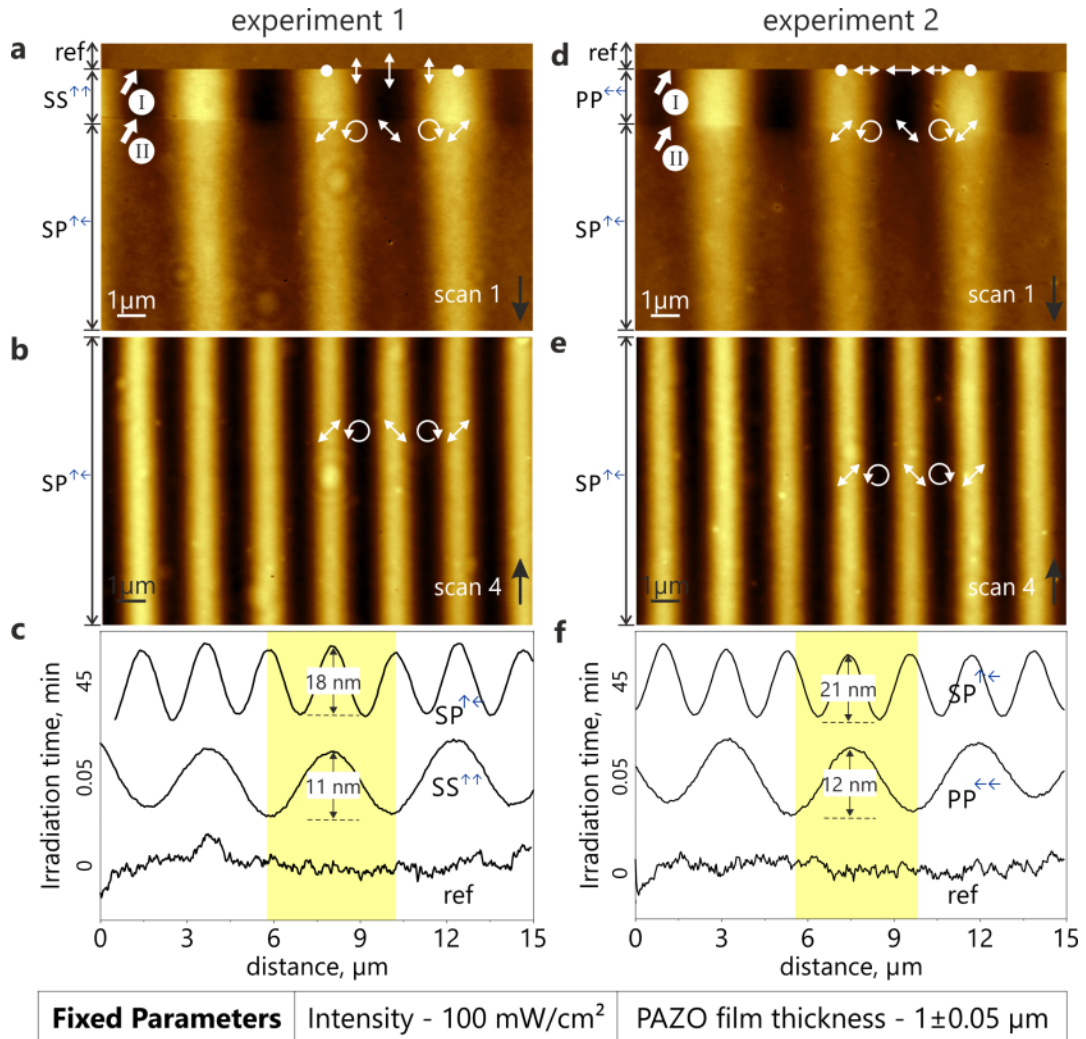 experiment 1
experiment 2
a
ref
SS↑↑
SP↑←
I
II
1µm
scan 1
d
ref
PP←←
SP↑←
I
II
1µm
scan 1
b
SP↑←
1µm
scan 4
e
SP↑←
1µm
scan 4
c
Irradiation time, min
45
0.05
0
18 nm
SP↑←
11 nm
SS↑↑
ref
0 3 6 9 12 15
distance, µm
f
Irradiation time, min
45
0.05
0
21 nm
SP↑←
12 nm
PP←←
ref
0 3 6 9 12 15
distance, µm
Fixed Parameters Intensity - 100 mW/cm² PAZO film thickness - 1±0.05 µm